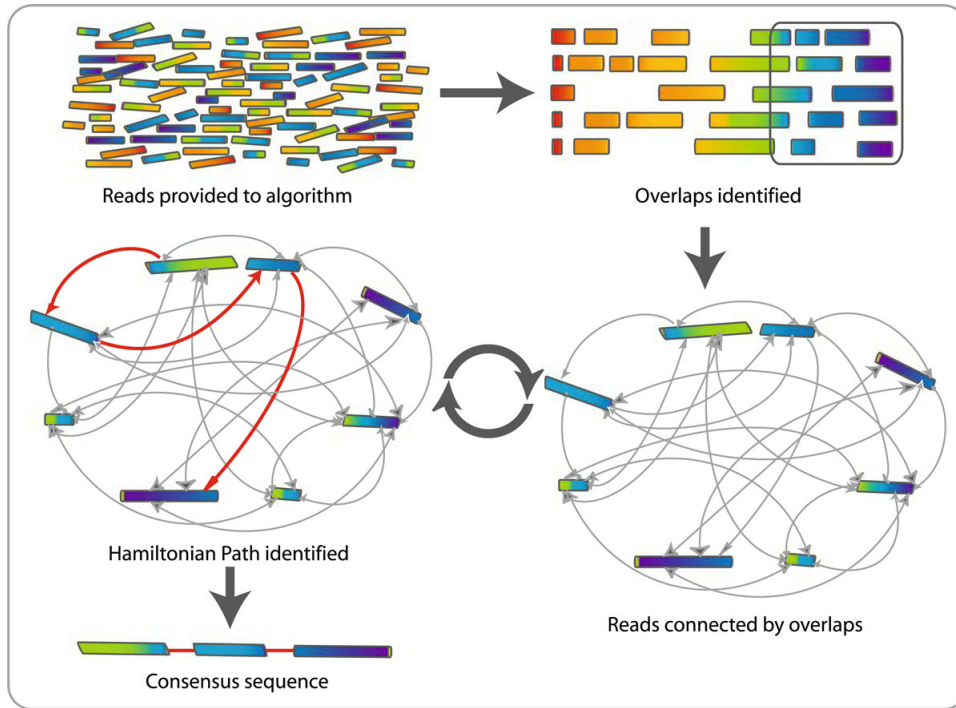 Reads provided to algorithm
Overlaps identified
Hamiltonian Path identified
Reads connected by overlaps
Consensus sequence